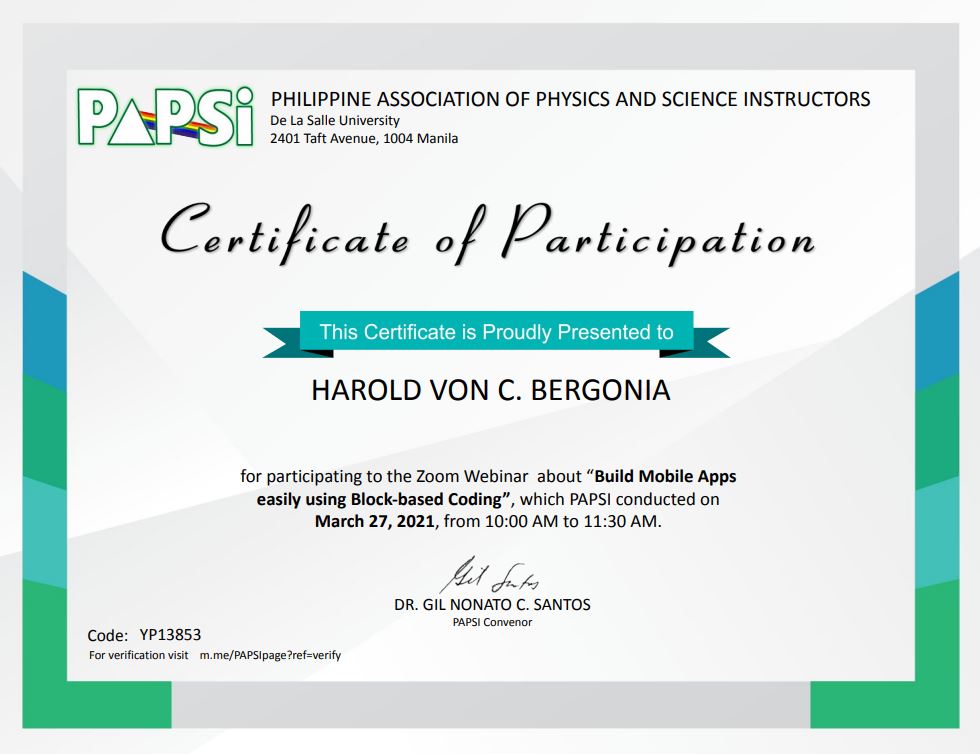 PAPSi
PHILIPPINE ASSOCIATION OF PHYSICS AND SCIENCE INSTRUCTORS
De La Salle University
2401 Taft Avenue, 1004 Manila
Certificate of Participation
This Certificate is Proudly Presented to
HAROLD VON C. BERGONIA
for participating to the Zoom Webinar about “Build Mobile Apps
easily using Block-based Coding”, which PAPSI conducted on
March 27, 2021, from 10:00 AM to 11:30 AM.
Gil Santos
DR. GIL NONATO C. SANTOS
PAPSI Convenor
Code: YP13853
For verification visit m.me/PAPSIpage?ref=verify